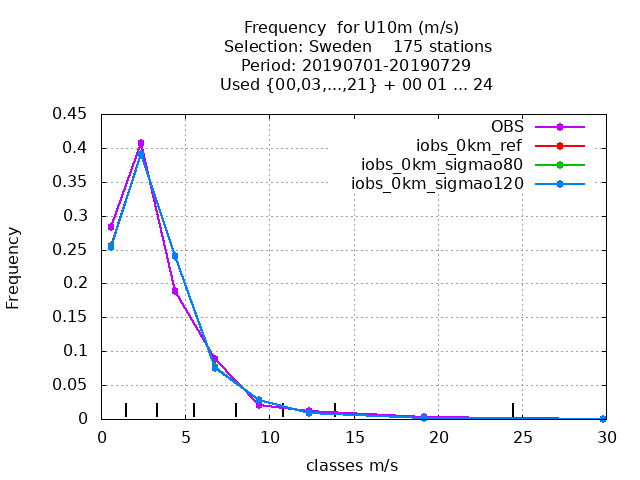 Frequency  for U10m (m/s)
Selection: Sweden    175 stations
Period: 20190701-20190729
Used {00,03,...,21} + 00 01 ... 24
OBS
iobs_0km_ref
iobs_0km_sigmao80
iobs_0km_sigmao120
Frequency
0.45
0.4
0.35
0.3
0.25
0.2
0.15
0.1
0.05
0
0 5 10 15 20 25 30
classes m/s